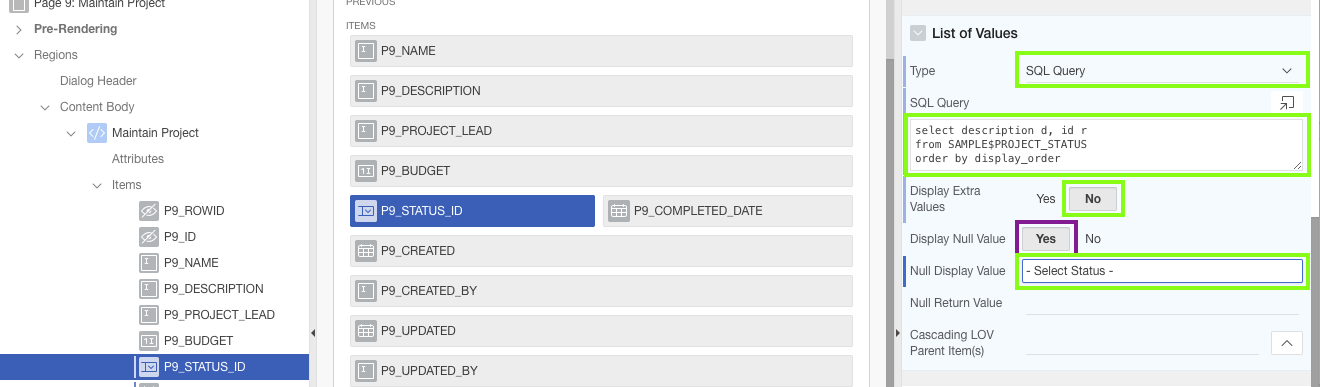 Page 9: Maintain Project
Pre-Rendering
Regions
Dialog Header
Content Body
Maintain Project
Attributes
Items
P9_ROWID
P9_ID
P9_NAME
P9_DESCRIPTION
P9_PROJECT_LEAD
P9_BUDGET
P9_STATUS_ID
PREVIOUS
ITEMS
P9_NAME
P9_DESCRIPTION
P9_PROJECT_LEAD
P9_BUDGET
P9_STATUS_ID
P9_COMPLETED_DATE
P9_CREATED
P9_CREATED_BY
P9_UPDATED
P9_UPDATED_BY
List of Values
Type
SQL Query
SQL Query
select description d, id r
from SAMPLE$PROJECT_STATUS
order by display_order
Display Extra
Values
Yes
No
Display Null Value
Yes
No
Null Display Value
- Select Status -
Null Return Value
Cascading LOV
Parent Item(s)